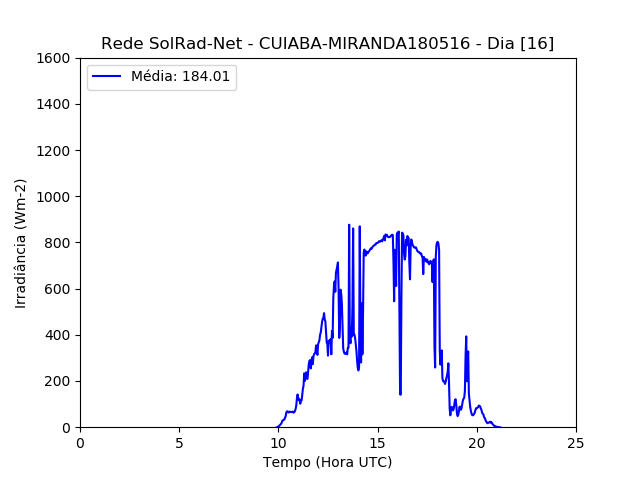 Rede SolRad-Net - CUIABA-MIRANDA180516 - Dia [16]
Média: 184.01
1600
1400
1200
1000
800
600
400
200
0
Irradiância (Wm-2)
0 5 10 15 20 25
Tempo (Hora UTC)